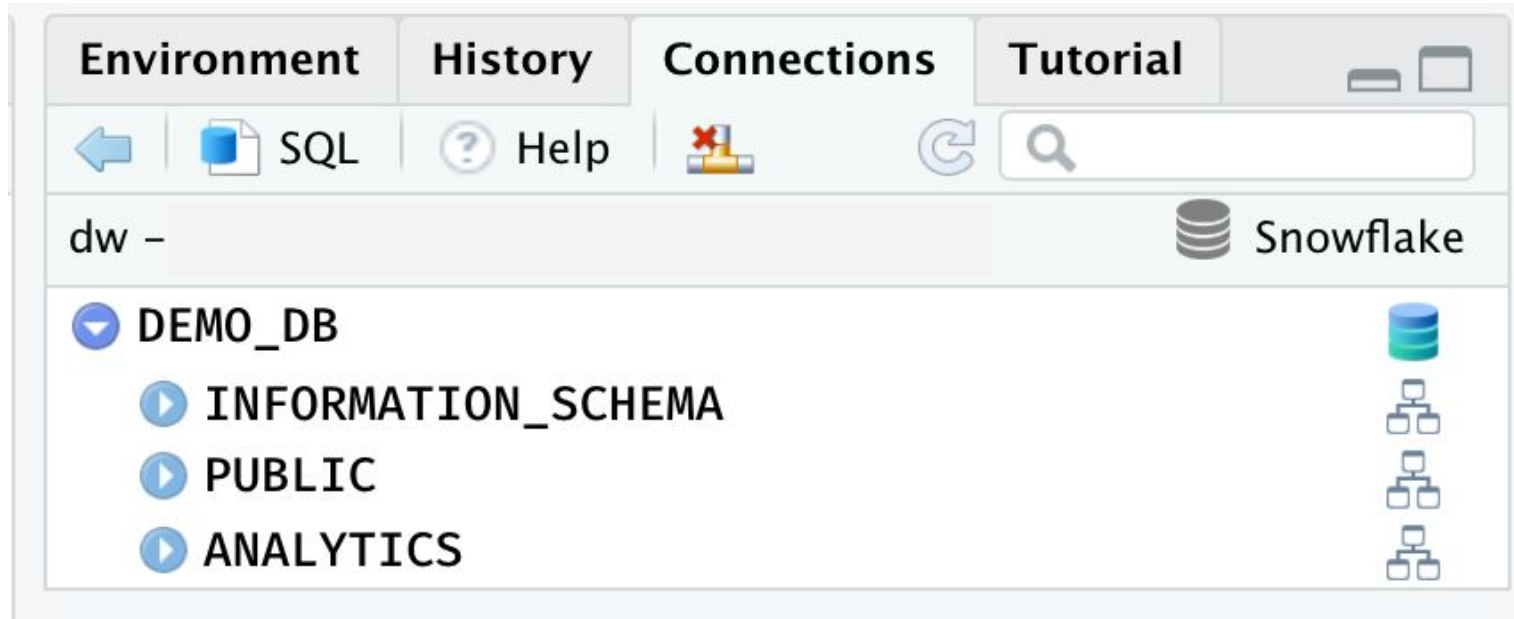 Environment History Connections Tutorial
SQL ? Help
dw – Snowflake
DEMO_DB
INFORMATION_SCHEMA
PUBLIC
ANALYTICS